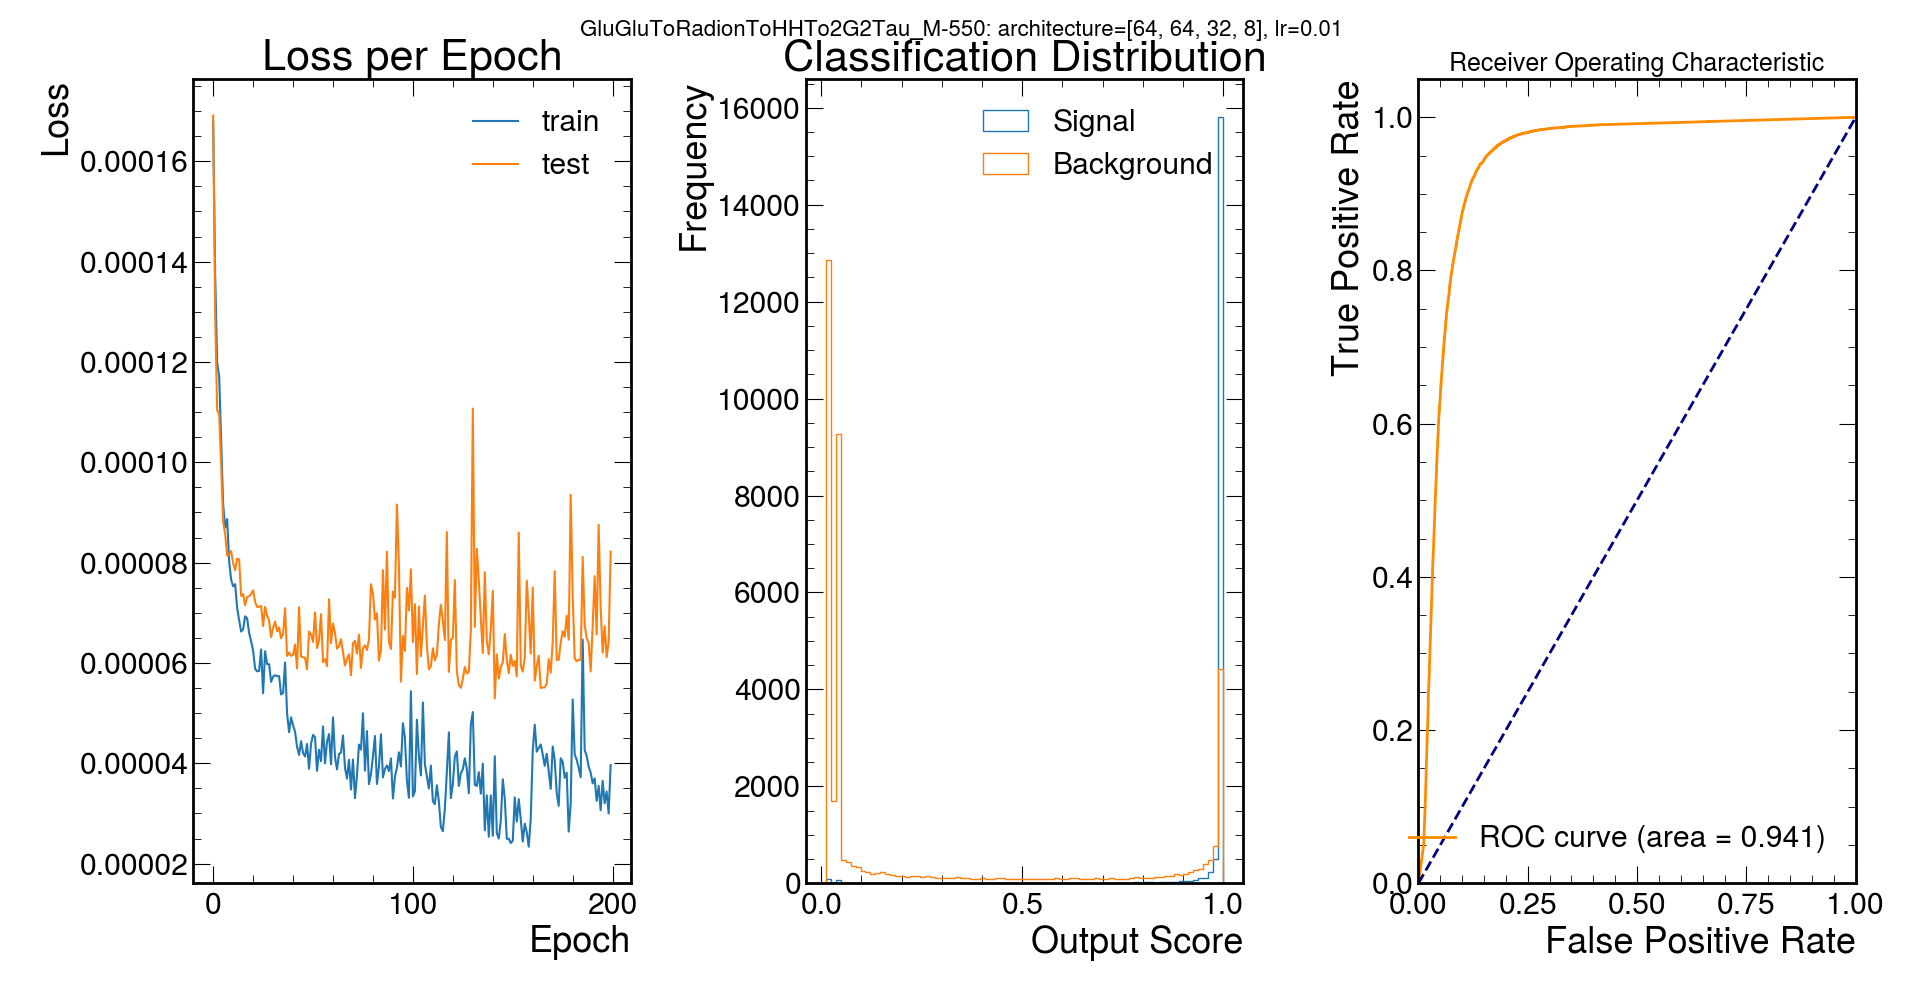 GluGluToRadionToHHTo2G2Tau_M-550: architecture=[64, 64, 32, 8], lr=0.01
Loss per Epoch
Loss
train
test
0.00016
0.00014
0.00012
0.00010
0.00008
0.00006
0.00004
0.00002
0
100
200
Epoch
Classification Distribution
Frequency
Signal
Background
16000
14000
12000
10000
8000
6000
4000
2000
0
0.0
0.5
1.0
Output Score
Receiver Operating Characteristic
True Positive Rate
1.0
0.8
0.6
0.4
0.2
0.0
ROC curve (area = 0.941)
0.00
0.25
0.50
0.75
1.00
False Positive Rate